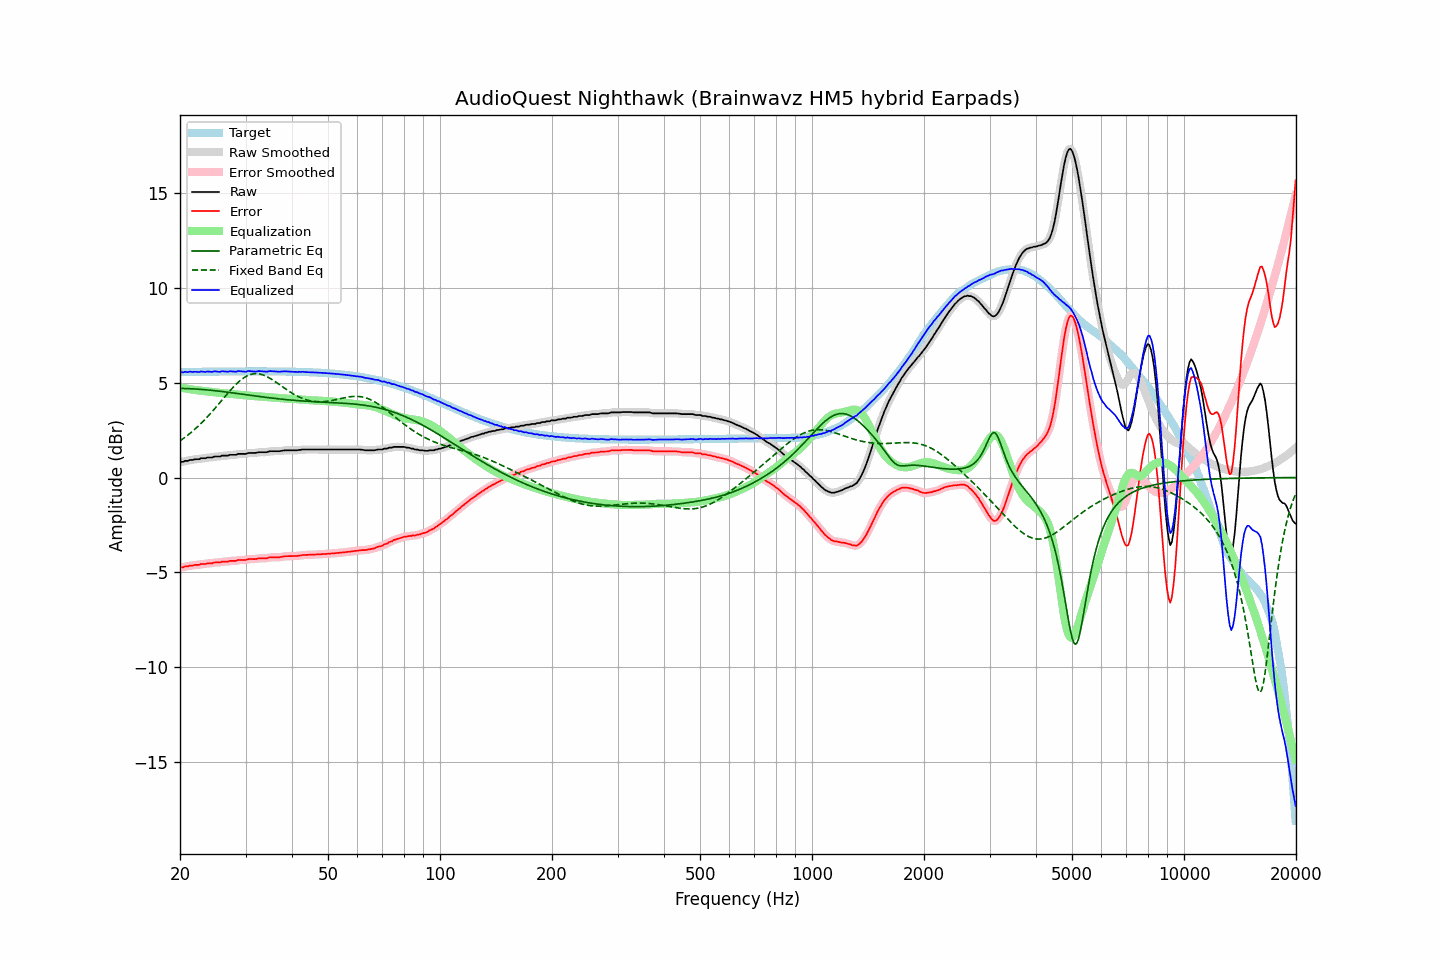 AudioQuest Nighthawk (Brainwavz HM5 hybrid Earpads)
Target
Raw Smoothed
Error Smoothed
Raw
Error
Equalization
Parametric Eq
Fixed Band Eq
Equalized
Amplitude (dBr)
15
10
5
0
−5
−10
−15
20 50 100 200 500 1000 2000 5000 10000 20000
Frequency (Hz)